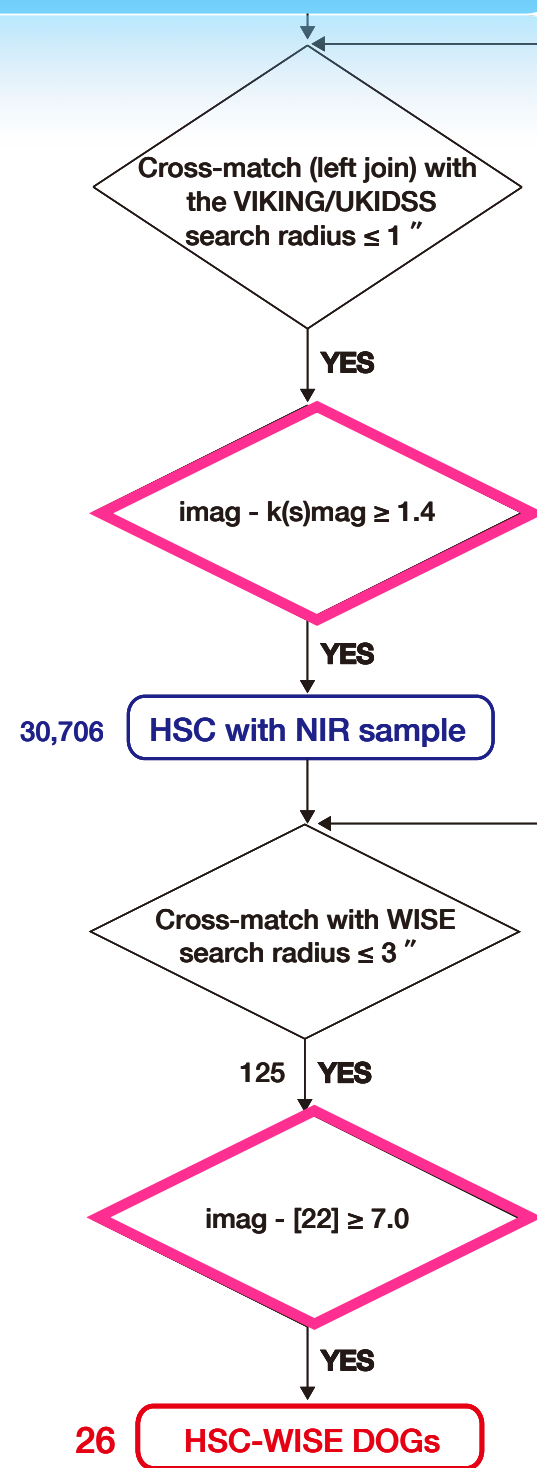 Cross-match (left join) with
the VIKING/UKIDSS
search radius ≤ 1 ″
YES
imag - k(s)mag ≥ 1.4
YES
30,706 HSC with NIR sample
Cross-match with WISE
search radius ≤ 3 ″
125 YES
imag - [22] ≥ 7.0
YES
26 HSC-WISE DOGs